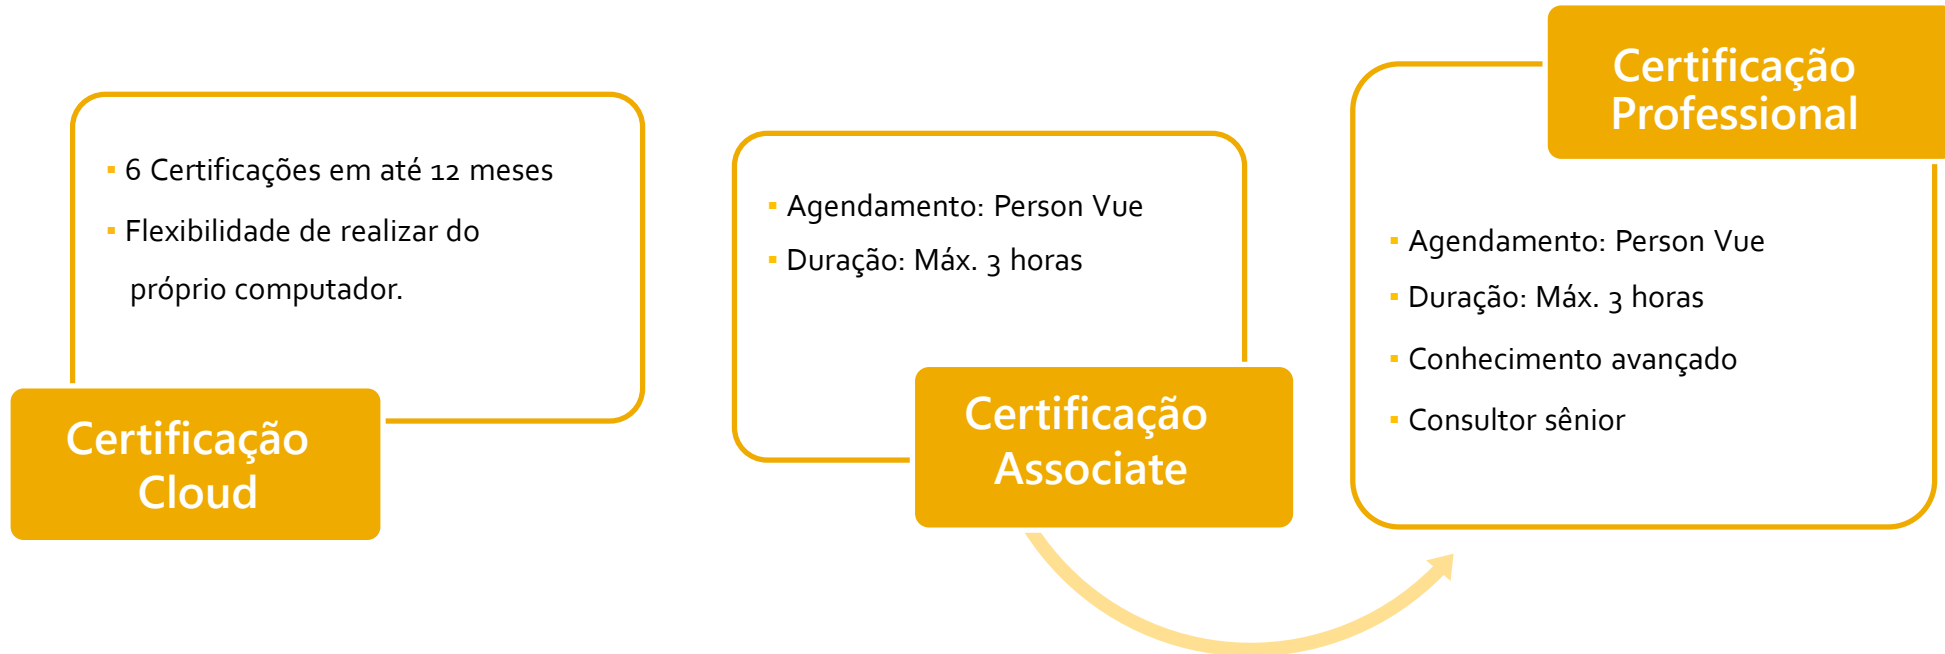 ▪ 6 Certificações em até 12 meses
▪ Flexibilidade de realizar do
próprio computador.
Certificação
Cloud
▪ Agendamento: Person Vue
▪ Duração: Máx. 3 horas
Certificação
Associate
Certificação
Professional
▪ Agendamento: Person Vue
▪ Duração: Máx. 3 horas
▪ Conhecimento avançado
▪ Consultor sênior